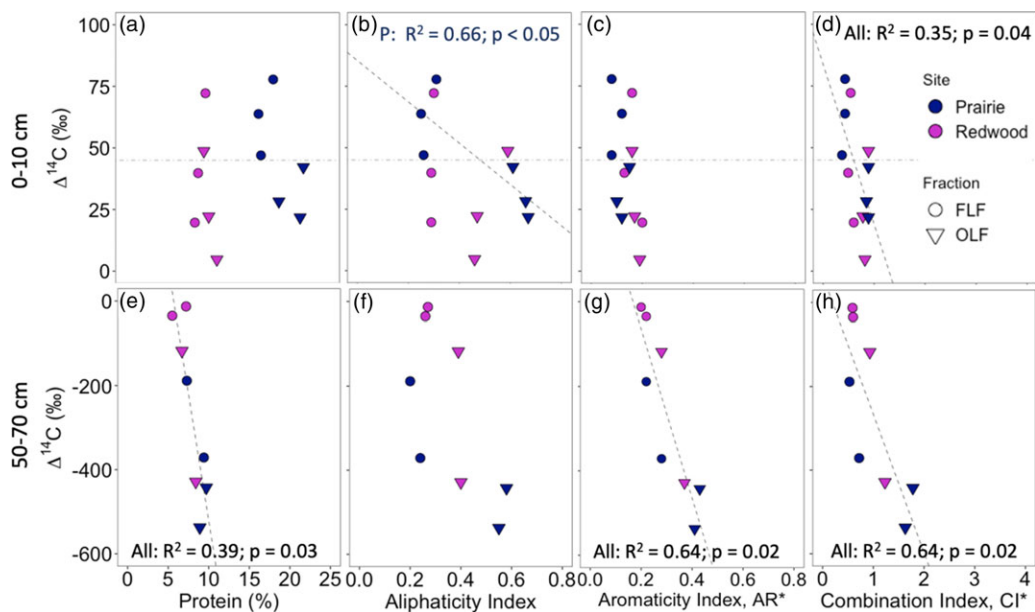 (a)
(b)
(c)
(d)
P: R² = 0.66; p < 0.05
All: R² = 0.35; p = 0.04
100
75
50
25
0
0-10 cm
Δ¹⁴C (‰)
Site
Prairie
Redwood
Fraction
FLF
OLF
(e)
(f)
(g)
(h)
0
-200
-400
-600
50-70 cm
Δ¹⁴C (‰)
All: R² = 0.39; p = 0.03
All: R² = 0.64; p = 0.02
All: R² = 0.64; p = 0.02
0 5 10 15 20 25
0.0 0.2 0.4 0.6 0.8
0.0 0.2 0.4 0.6 0.8
0 1 2 3 4
Protein (%)
Aliphaticity Index
Aromaticity Index, AR*
Combination Index, CI*